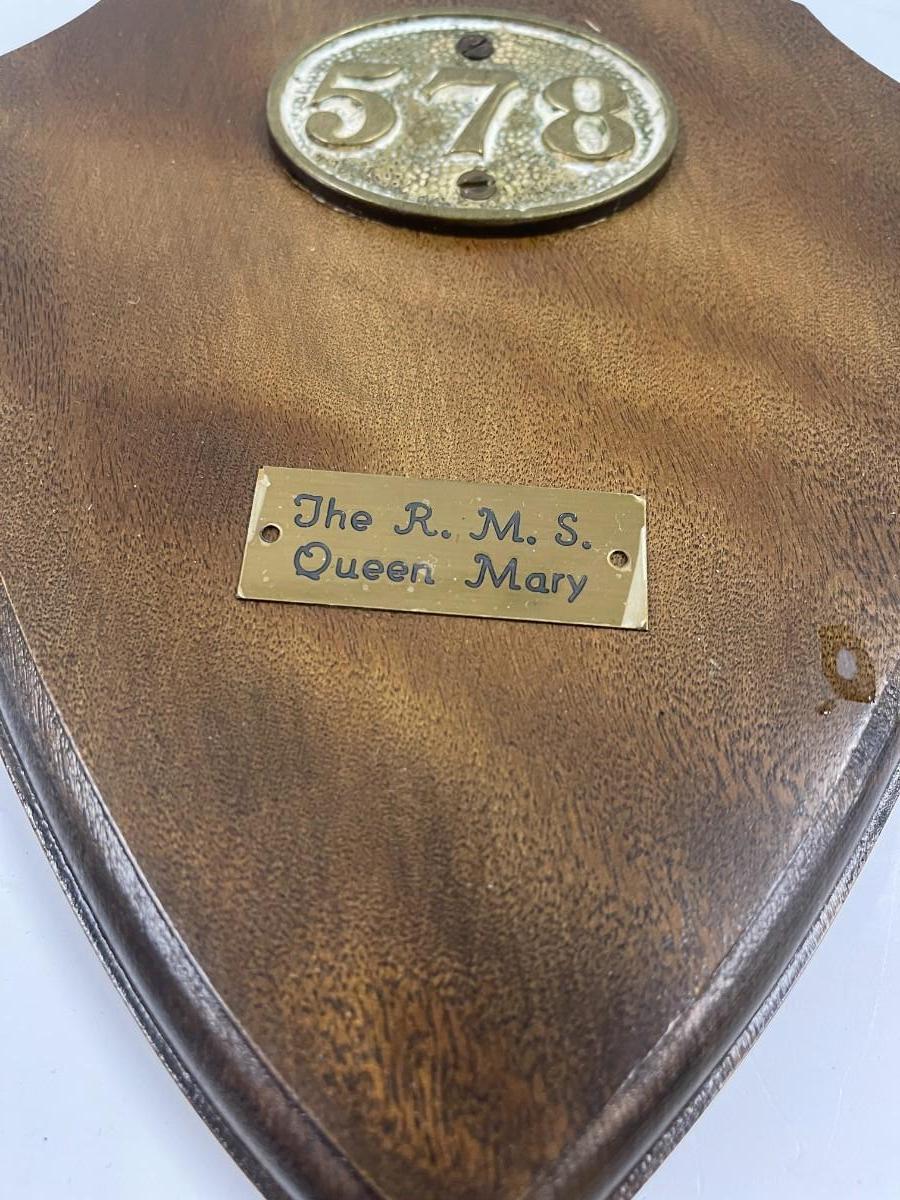 578
The R. M. S.
Queen Mary